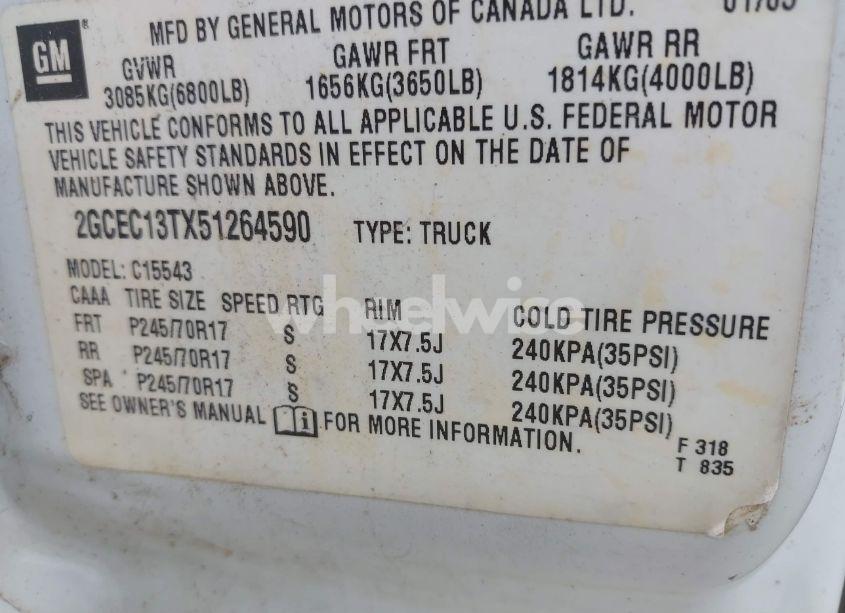 MFD BY GENERAL MOTORS OF CANADA LTD. 01/05
GM ®
GVWR GAWR FRT GAWR RR
3085KG(6800LB) 1656KG(3650LB) 1814KG(4000LB)
THIS VEHICLE CONFORMS TO ALL APPLICABLE U.S. FEDERAL MOTOR
VEHICLE SAFETY STANDARDS IN EFFECT ON THE DATE OF
MANUFACTURE SHOWN ABOVE.
2GCEC13TX51264590 TYPE: TRUCK
MODEL: C15543
CAAA TIRE SIZE SPEED RTG RIM COLD TIRE PRESSURE
FRT P245/70R17 S 17X7.5J 240KPA(35PSI)
RR P245/70R17 S 17X7.5J 240KPA(35PSI)
SPA P245/70R17 S 17X7.5J 240KPA(35PSI)
SEE OWNER'S MANUAL i FOR MORE INFORMATION.
F 318
T 835
wheelwire